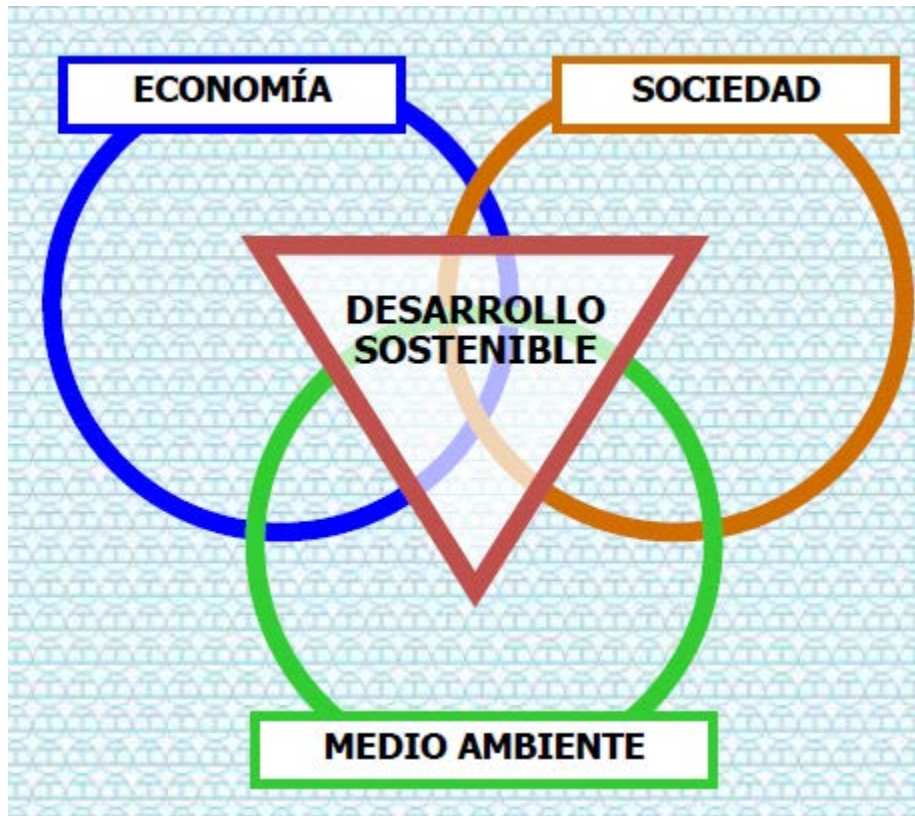 ECONOMÍA
SOCIEDAD
DESARROLLO
SOSTENIBLE
MEDIO AMBIENTE